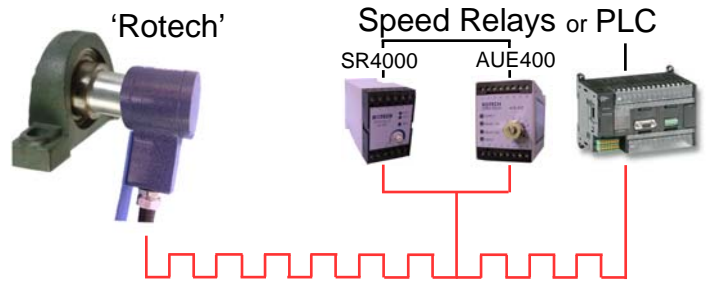 ‘Rotech’
Speed Relays or PLC
SR4000
AUE400